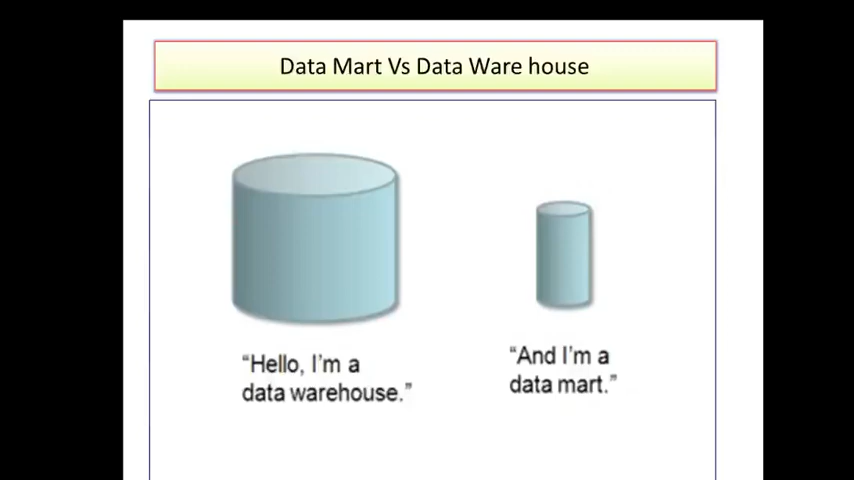 Data Mart Vs Data Ware house
“Hello, I’m a
data warehouse.”
“And I’m a
data mart.”